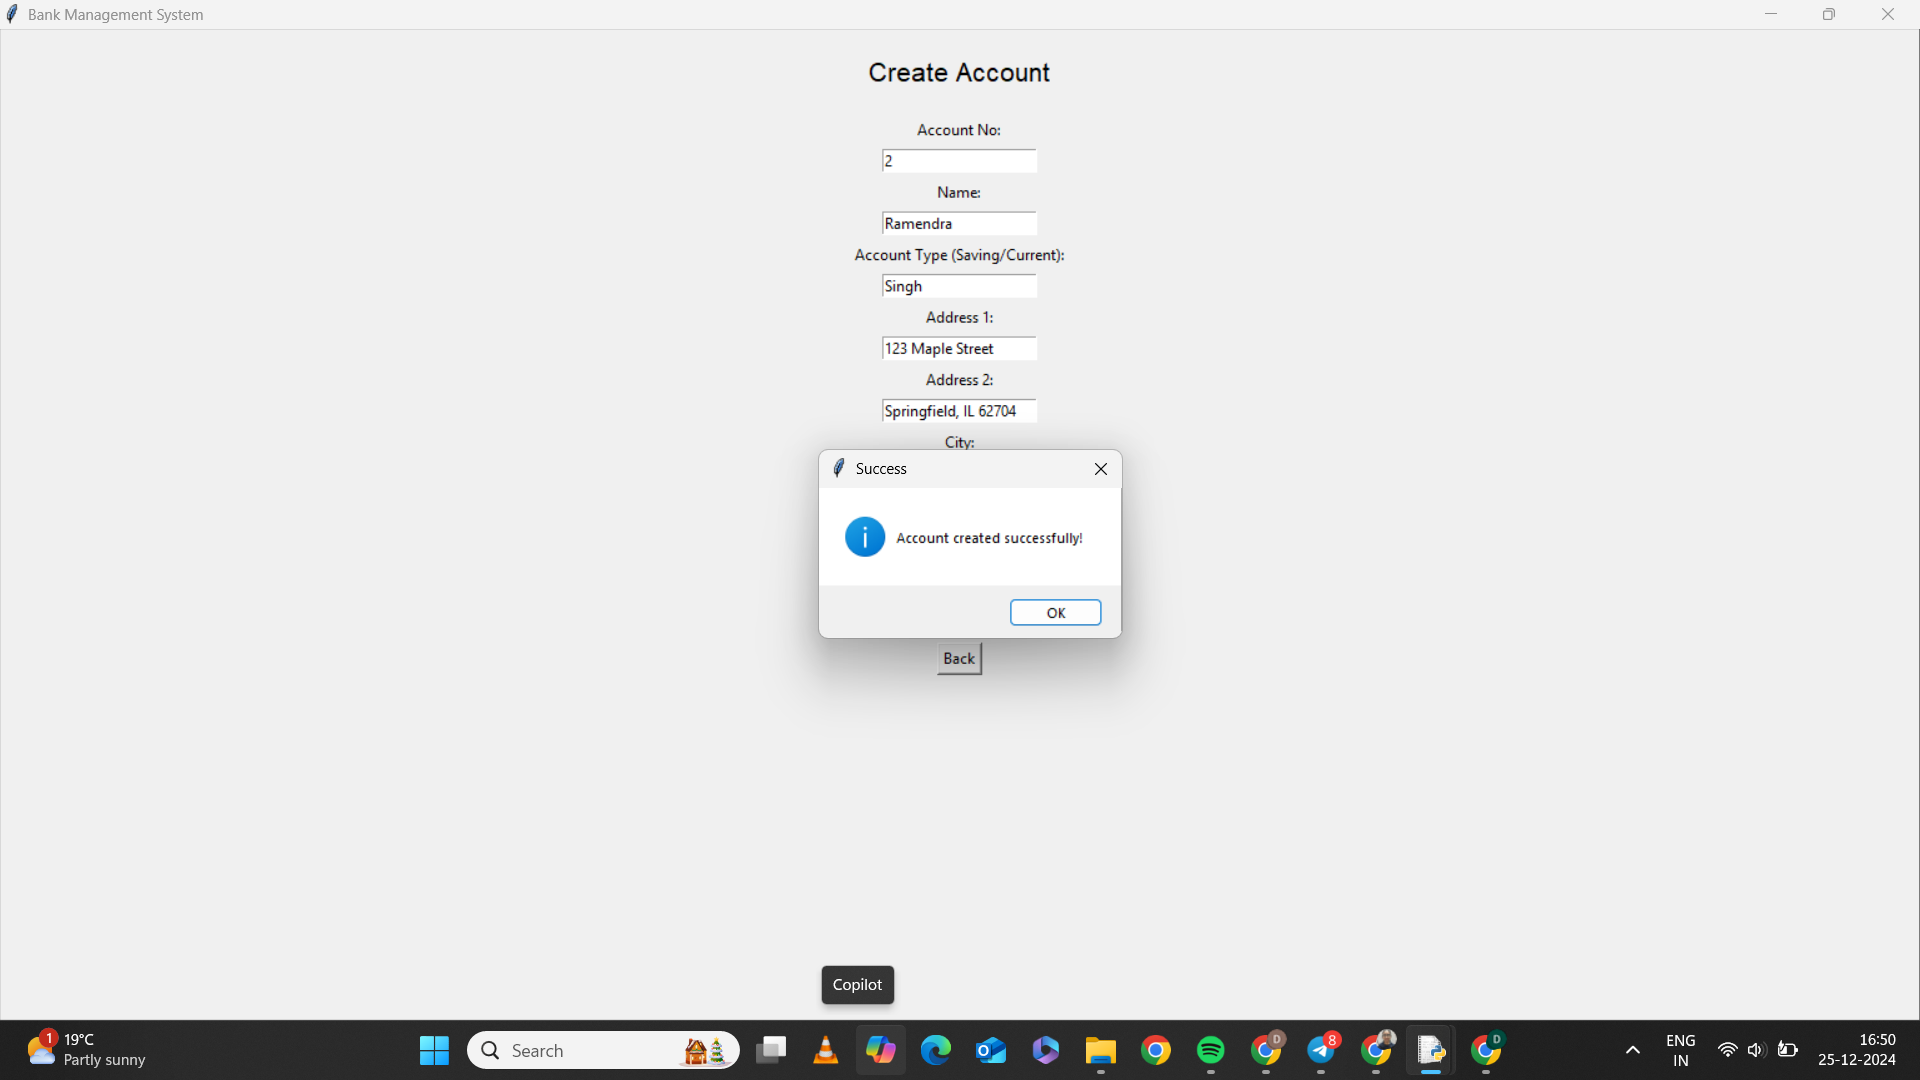 Bank Management System
Create Account
Account No:
2
Name:
Ramendra
Account Type (Saving/Current):
Singh
Address 1:
123 Maple Street
Address 2:
Springfield, IL 62704
City:
Success
Account created successfully!
OK
Back
Copilot
1
19°C
Partly sunny
Search
D
8
D
ENG
IN
16:50
25-12-2024